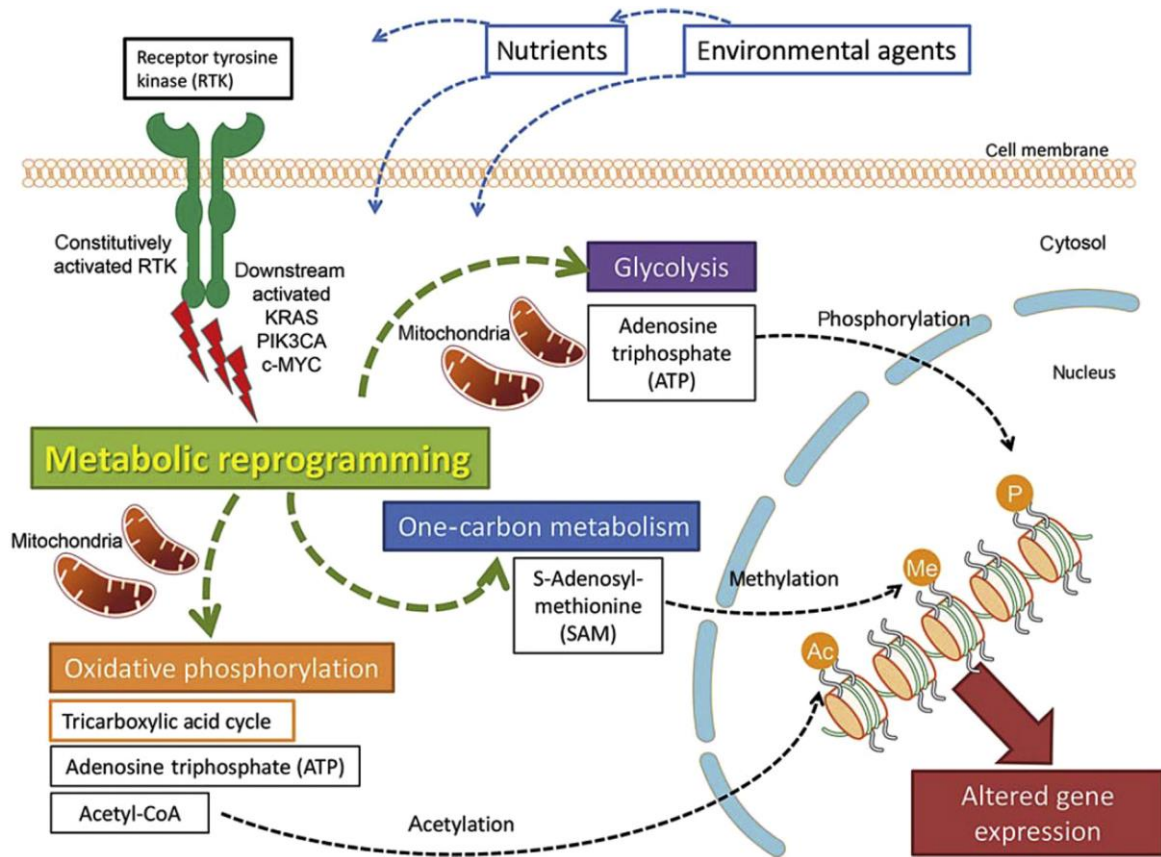 Receptor tyrosine
kinase (RTK)
Nutrients
Environmental agents
Cell membrane
Constitutively
activated RTK
Downstream
activated
KRAS
PIK3CA
c-MYC
Glycolysis
Mitochondria
Adenosine
triphosphate
(ATP)
Phosphorylation
Cytosol
Nucleus
Metabolic reprogramming
Mitochondria
One-carbon metabolism
S-Adenosyl-
methionine
(SAM)
Methylation
P
Me
Ac
Oxidative phosphorylation
Tricarboxylic acid cycle
Adenosine triphosphate (ATP)
Acetyl-CoA
Acetylation
Altered gene
expression